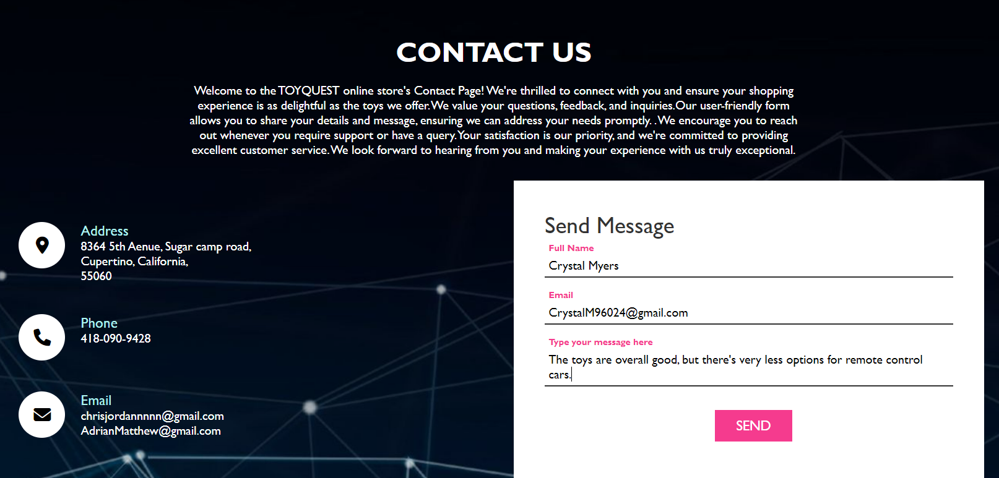 CONTACT US
Welcome to the TOYQUEST online store's Contact Page! We're thrilled to connect with you and ensure your shopping
experience is as delightful as the toys we offer.We value your questions, feedback, and inquiries.Our user-friendly form
allows you to share your details and message, ensuring we can address your needs promptly. . We encourage you to reach
out whenever you require support or have a query. Your satisfaction is our priority, and we're committed to providing
excellent customer service. We look forward to hearing from you and making your experience with us truly exceptional.
Address
8364 5th Aenue, Sugar camp road,
Cupertino, California,
55060
Phone
418-090-9428
Email
chrisjordannnnn@gmail.com
AdrianMatthew@gmail.com
Send Message
Full Name
Crystal Myers
Email
CrystalM96024@gmail.com
Type your message here
The toys are overall good, but there's very less options for remote control
cars.
SEND